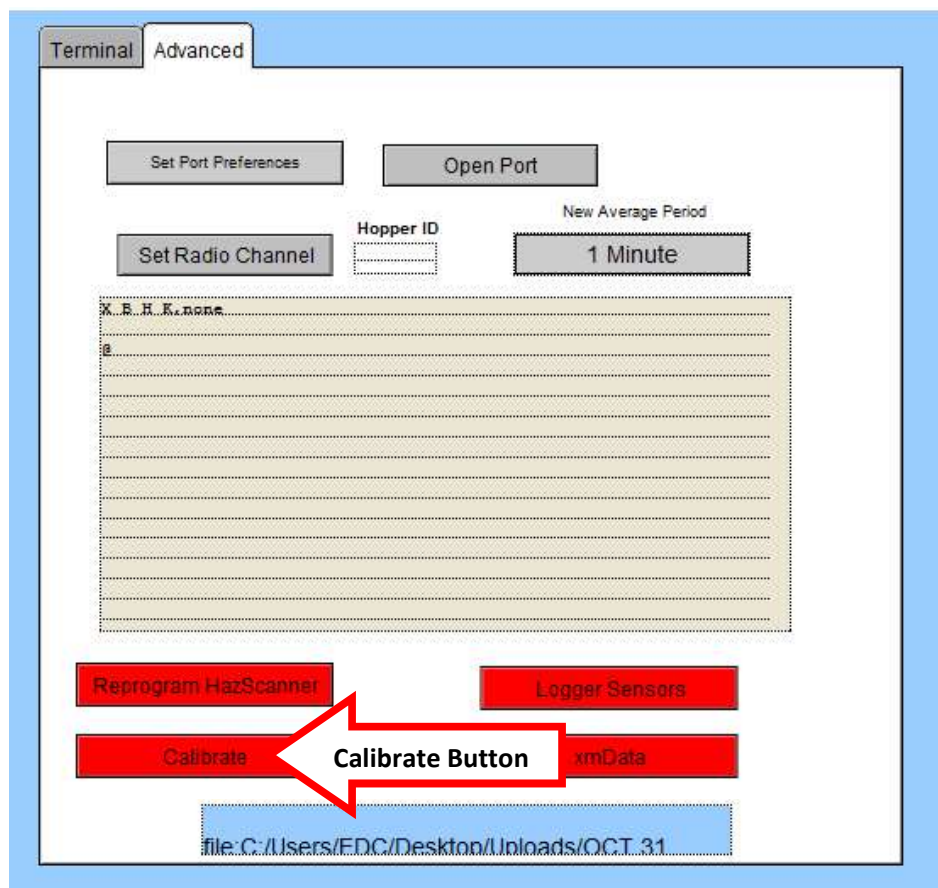 Terminal Advanced
Set Port Preferences Open Port
New Average Period
Hopper ID
Set Radio Channel 1 Minute
X B H K,none
@
Reprogram HazScanner Logger Sensors
Calibrate Calibrate Button xmData
file:C:/Users/EDC/Desktop/Uploads/OCT 31